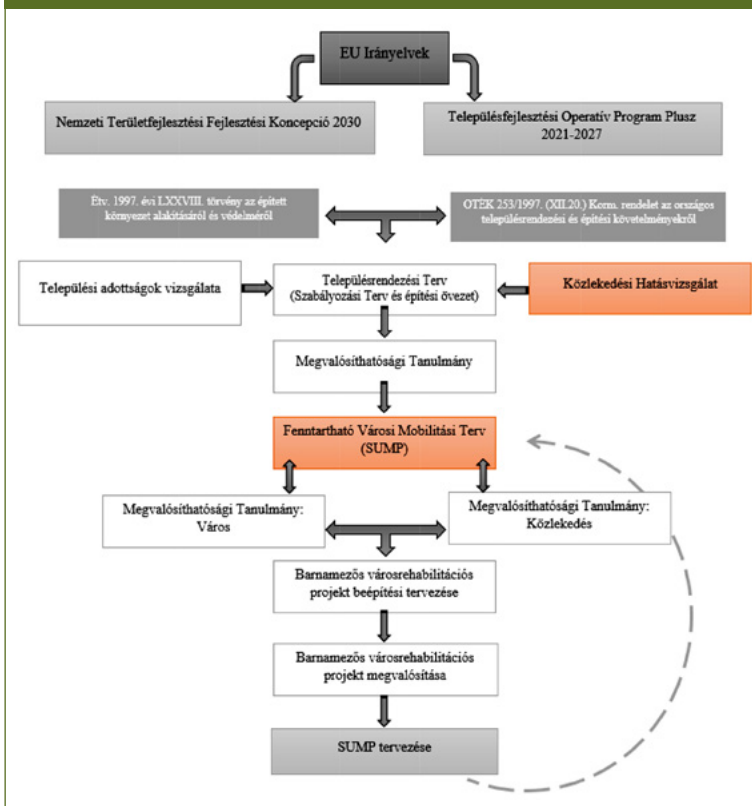 EU Irányelvek
Nemzeti Területfejlesztési Fejlesztési Koncepció 2030
Településfejlesztési Operatív Program Plusz
2021-2027
Étv. 1997. évi LXXVIII. törvény az épített
környezet alakításáról és védelméről
OTÉK 253/1997. (XII.20.) Korm. rendelet az országos
településrendezési és építési követelményekről
Települési adottságok vizsgálata
Településrendezési Terv
(Szabályozási Terv és építési övezet)
Közlekedési Hatásvizsgálat
Megvalósíthatósági Tanulmány
Fenntartható Városi Mobilitási Terv
(SUMP)
Megvalósíthatósági Tanulmány:
Város
Megvalósíthatósági Tanulmány:
Közlekedés
Barnamezős városrehabilitációs
projekt beépítési tervezése
Barnamezős városrehabilitációs
projekt megvalósítása
SUMP tervezése